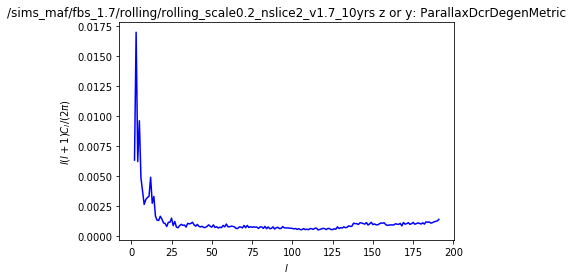 /sims_maf/fbs_1.7/rolling/rolling_scale0.2_nslice2_v1.7_10yrs z or y: ParallaxDcrDegenMetric
0.0175
0.0150
0.0125
0.0100
0.0075
0.0050
0.0025
0.0000
l(l + 1)C_l/(2π)
0 25 50 75 100 125 150 175 200
l